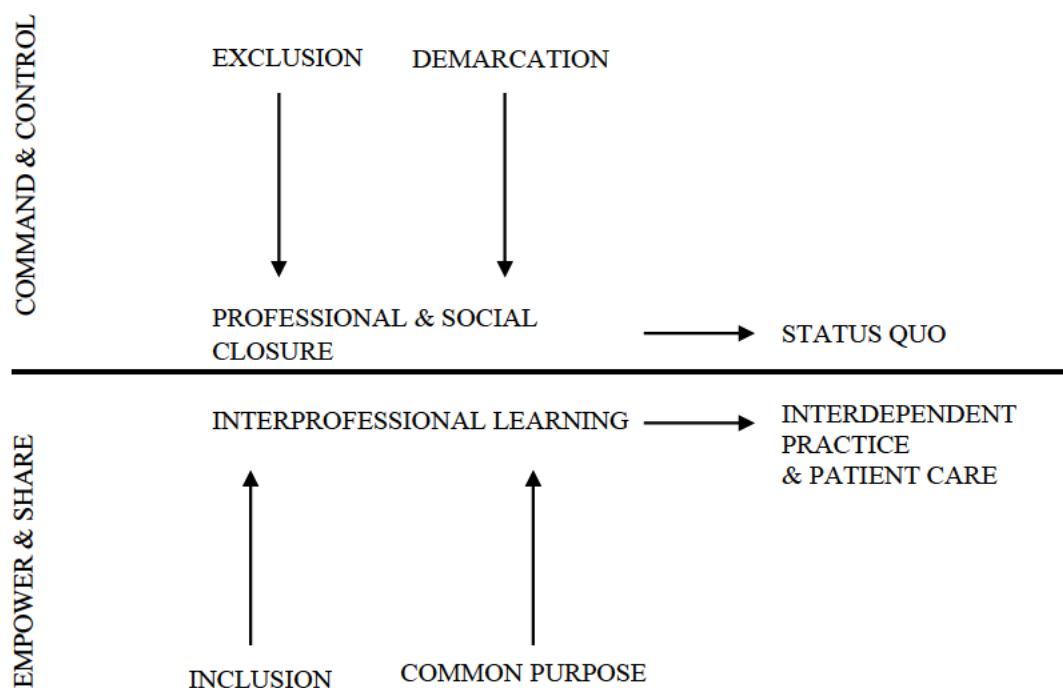 COMMAND & CONTROL
EXCLUSION
DEMARCATION
PROFESSIONAL & SOCIAL
CLOSURE
STATUS QUO
EMPOWER & SHARE
INTERPROFESSIONAL LEARNING
INTERDEPENDENT
PRACTICE
& PATIENT CARE
INCLUSION
COMMON PURPOSE